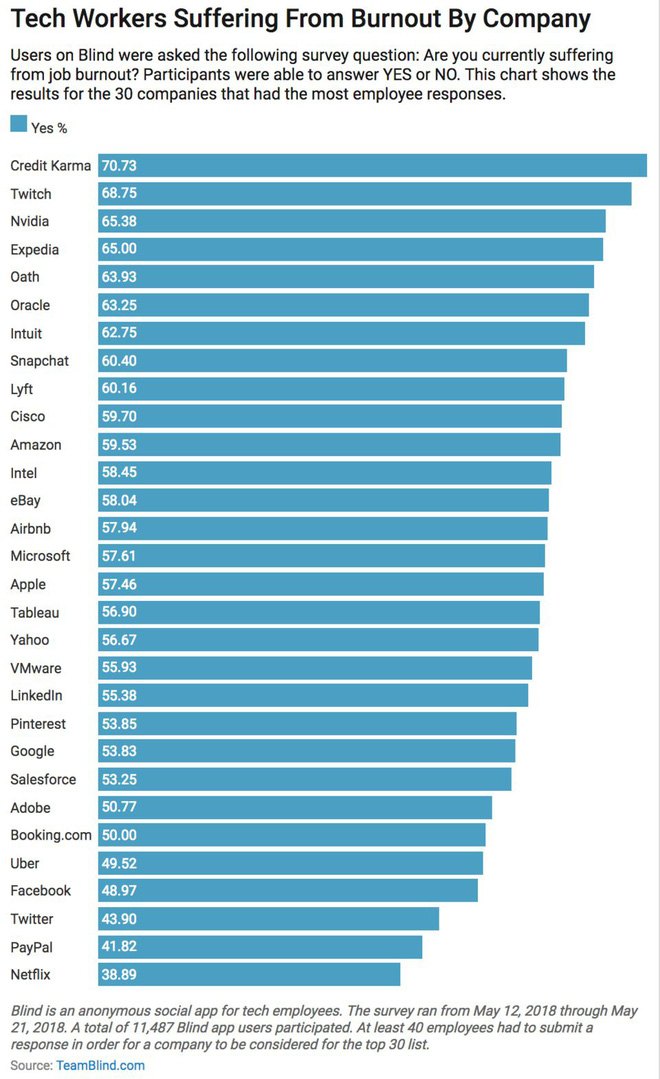 Tech Workers Suffering From Burnout By Company
Users on Blind were asked the following survey question: Are you currently suffering
from job burnout? Participants were able to answer YES or NO. This chart shows the
results for the 30 companies that had the most employee responses.
Yes %
Credit Karma 70.73
Twitch 68.75
Nvidia 65.38
Expedia 65.00
Oath 63.93
Oracle 63.25
Intuit 62.75
Snapchat 60.40
Lyft 60.16
Cisco 59.70
Amazon 59.53
Intel 58.45
eBay 58.04
Airbnb 57.94
Microsoft 57.61
Apple 57.46
Tableau 56.90
Yahoo 56.67
VMware 55.93
LinkedIn 55.38
Pinterest 53.85
Google 53.83
Salesforce 53.25
Adobe 50.77
Booking.com 50.00
Uber 49.52
Facebook 48.97
Twitter 43.90
PayPal 41.82
Netflix 38.89
Blind is an anonymous social app for tech employees. The survey ran from May 12, 2018 through May
21, 2018. A total of 11,487 Blind app users participated. At least 40 employees had to submit a
response in order for a company to be considered for the top 30 list.
Source: TeamBlind.com